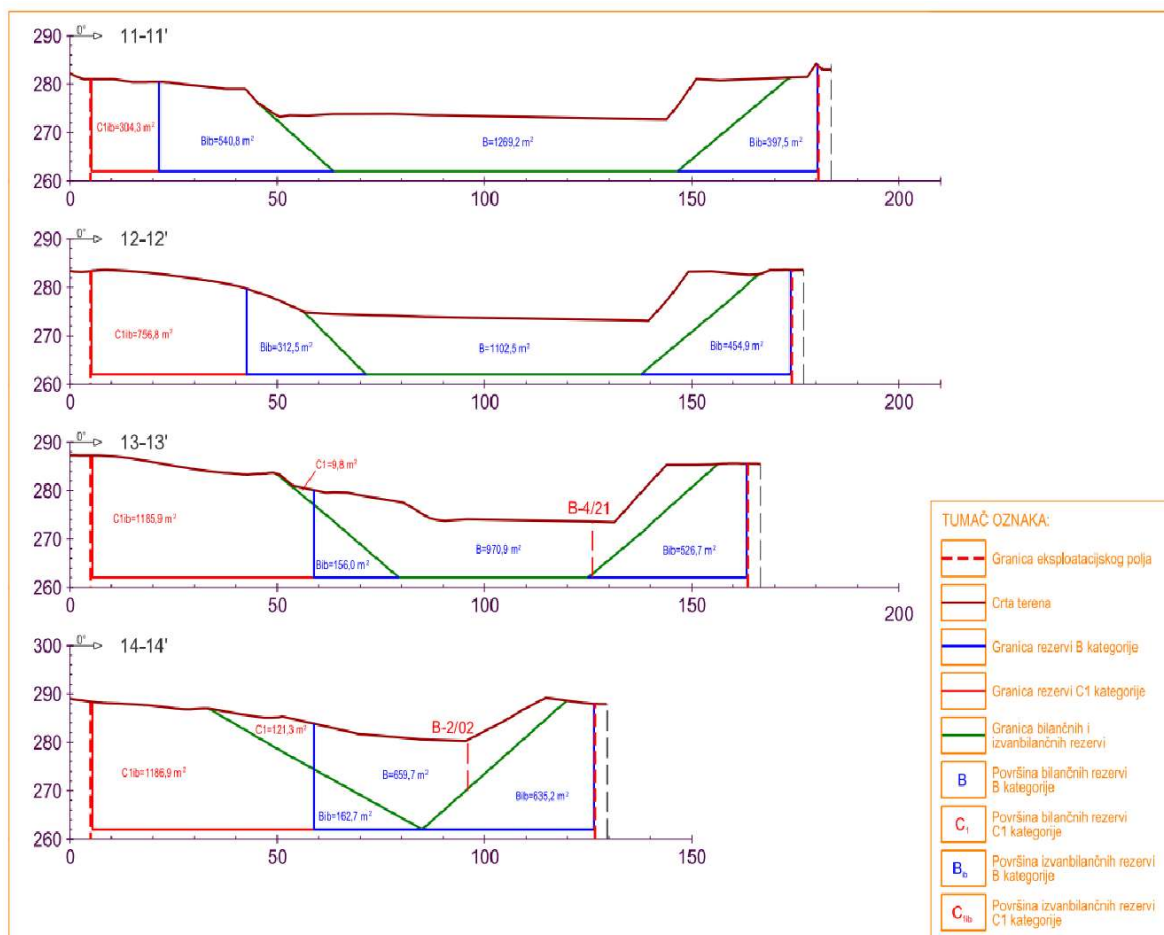 290
0°
11-11'
280
270
260
C1ib=304,3 m²
Bib=540,8 m²
B=1269,2 m²
Bib=397,5 m²
0
50
100
150
200
290
0°
12-12'
280
270
260
C1ib=756,8 m²
Bib=312,5 m²
B=1102,5 m²
Bib=454,9 m²
0
50
100
150
200
290
0°
13-13'
280
270
260
C1=9,8 m²
C1ib=1185,9 m²
B-4/21
B=970,9 m²
Bib=526,7 m²
Bib=156,0 m²
0
50
100
150
200
300
0°
14-14'
290
280
270
260
C1=121,3 m²
B-2/02
C1ib=1186,9 m²
B=659,7 m²
Bib=635,2 m²
Bib=162,7 m²
0
50
100
150
TUMAČ OZNAKA:
Granica eksploatacijskog polja
Crta terena
Granica rezervi B kategorije
Granica rezervi C1 kategorije
Granica bilančnih i
izvanbilančnih rezervi
B
Površina bilančnih rezervi
B kategorije
C₁
Površina bilančnih rezervi
C1 kategorije
Bib
Površina izvanbilančnih rezervi
B kategorije
C1ib
Površina izvanbilančnih rezervi
C1 kategorije